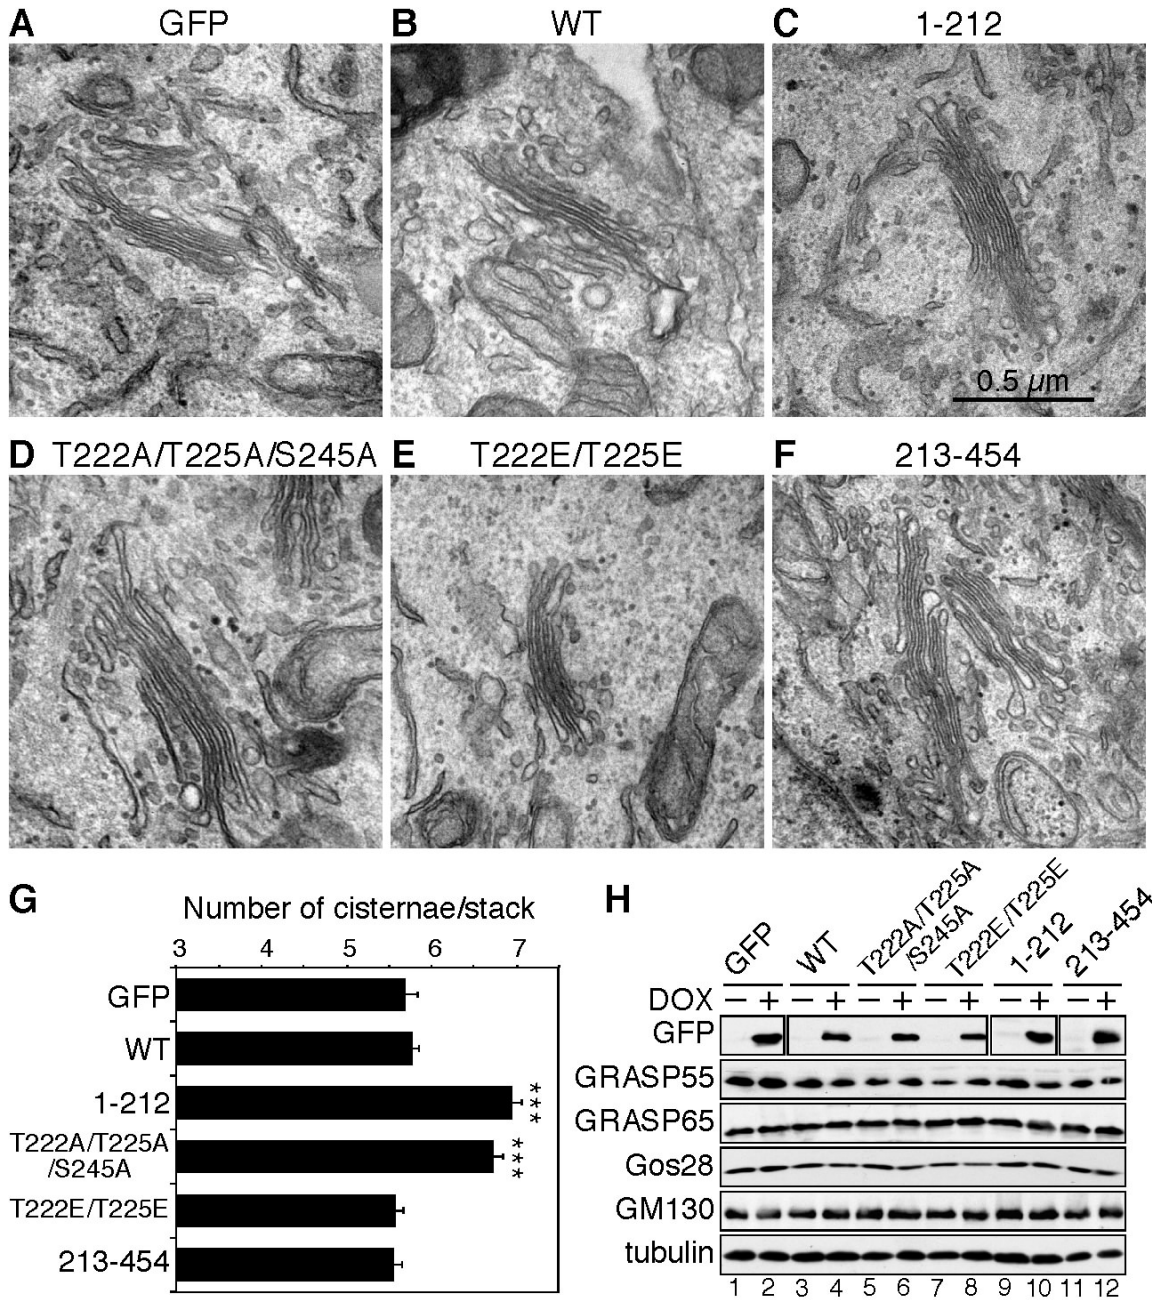 A GFP
B WT
C 1-212
0.5 µm
D T222A/T225A/S245A
E T222E/T225E
F 213-454
G
Number of cisternae/stack
3 4 5 6 7
GFP
WT
1-212 ***
T222A/T225A
/S245A ***
T222E/T225E
213-454
H
GFP
WT
T222A/T225A
/S245A
T222E/T225E
1-212
213-454
DOX − + − + − + − + − + − +
GFP
GRASP55
GRASP65
Gos28
GM130
tubulin
1 2 3 4 5 6 7 8 9 10 11 12